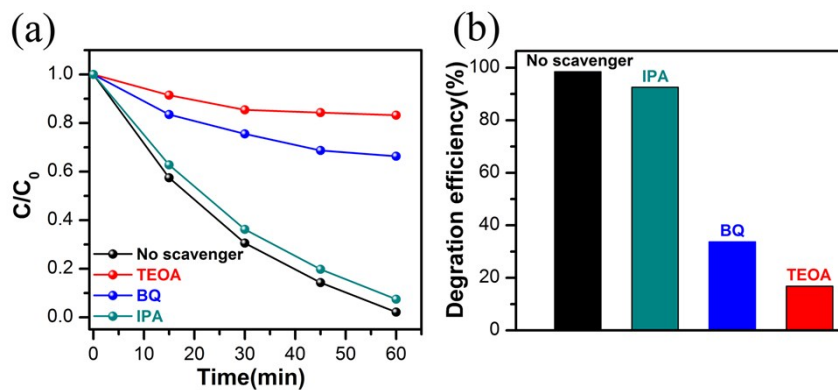 (a)
C/C0
1.0
0.8
0.6
0.4
0.2
0.0
No scavenger
TEOA
BQ
IPA
0 10 20 30 40 50 60
Time(min)
(b)
Degration efficiency(%)
100
80
60
40
20
0
No scavenger
IPA
BQ
TEOA